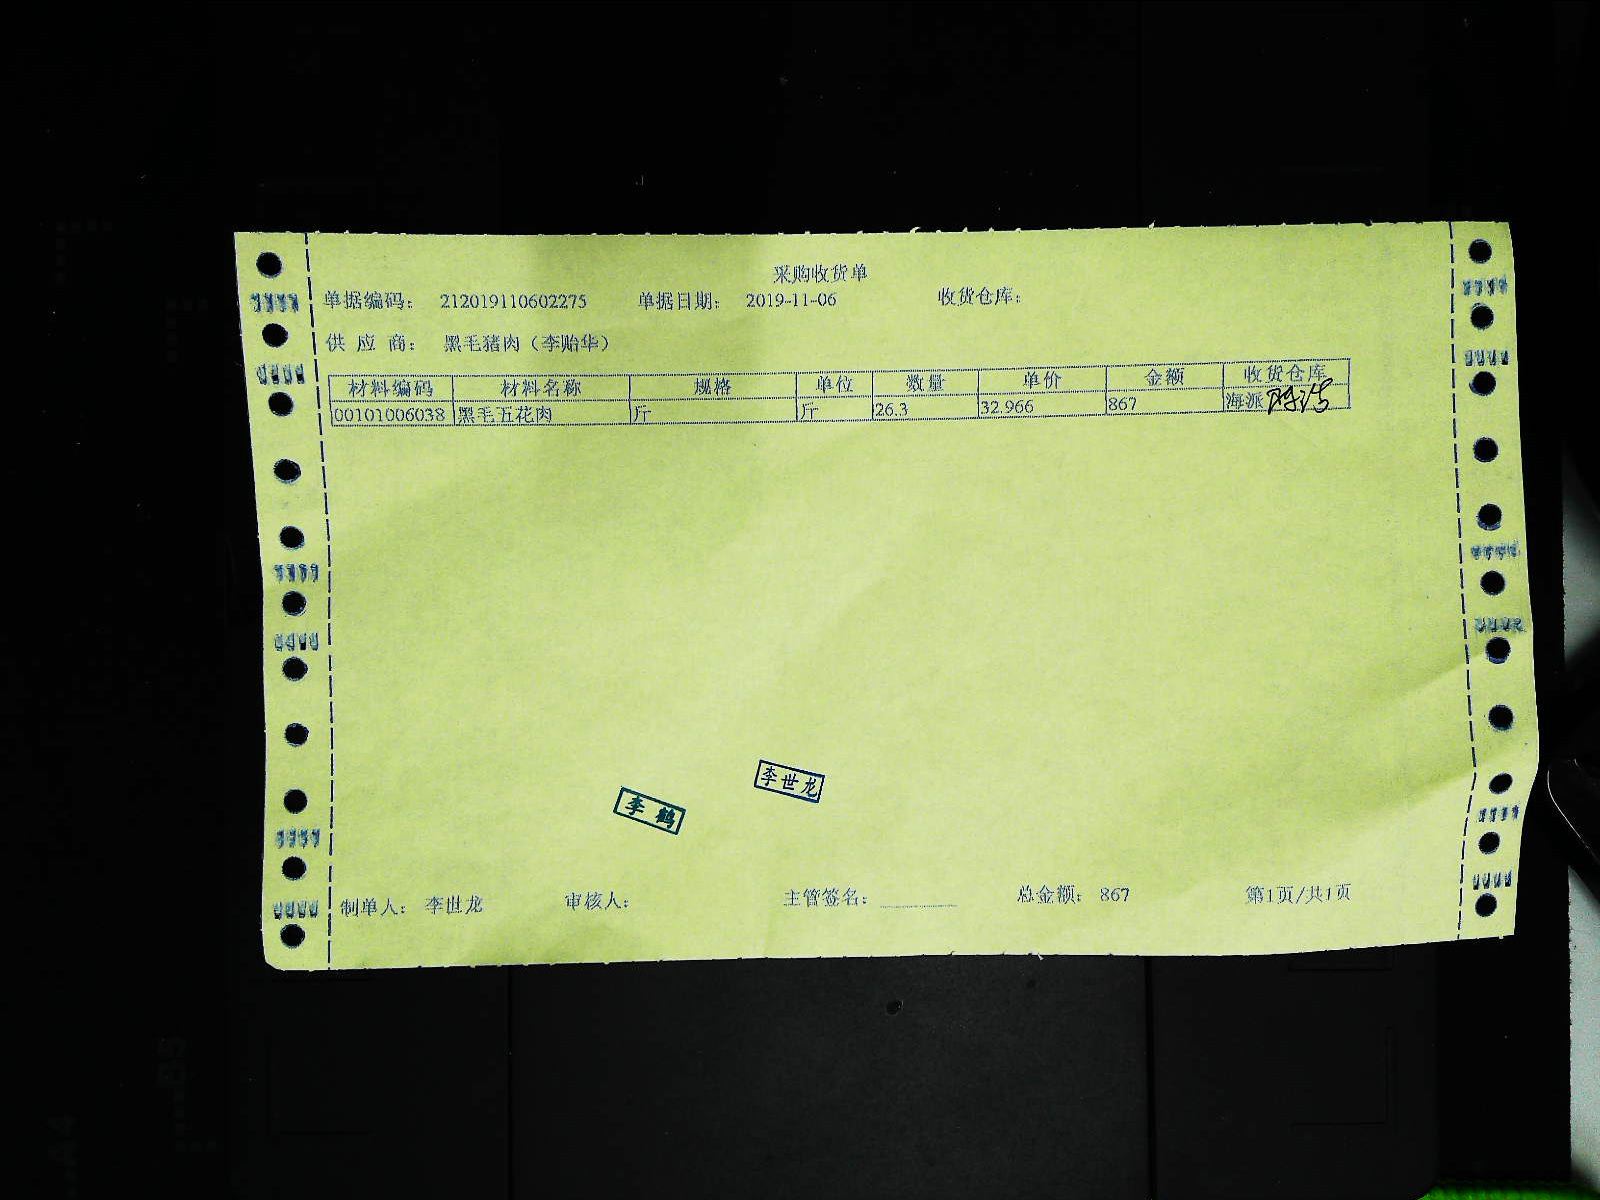 采购收货单
单据编码： 212019110602275 单据日期： 2019-11-06 收货仓库：
供 应 商： 黑毛猪肉（李贻华）
材料编码 材料名称 规格 单位 数量 单价 金额 收货仓库
00101006038 黑毛五花肉 斤 斤 26.3 32.966 867 海派
李世龙
李鹤
制单人： 李世龙 审核人： 主管签名： 总金额： 867 第1页/共1页